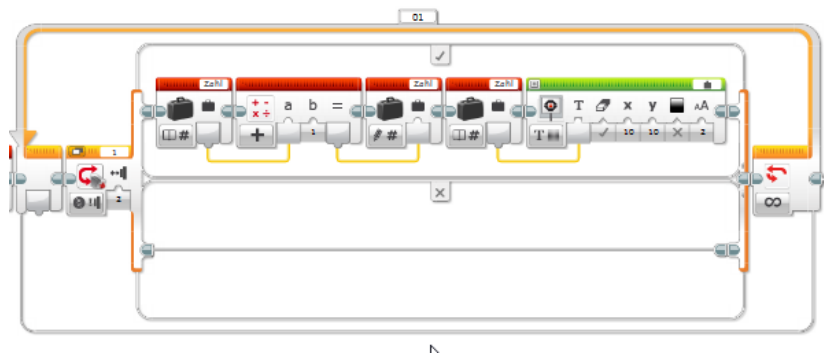 01
Zahl Zahl Zahl
a b = T x y AA
1
+ # 1 # # T 10 10 2
2
∞